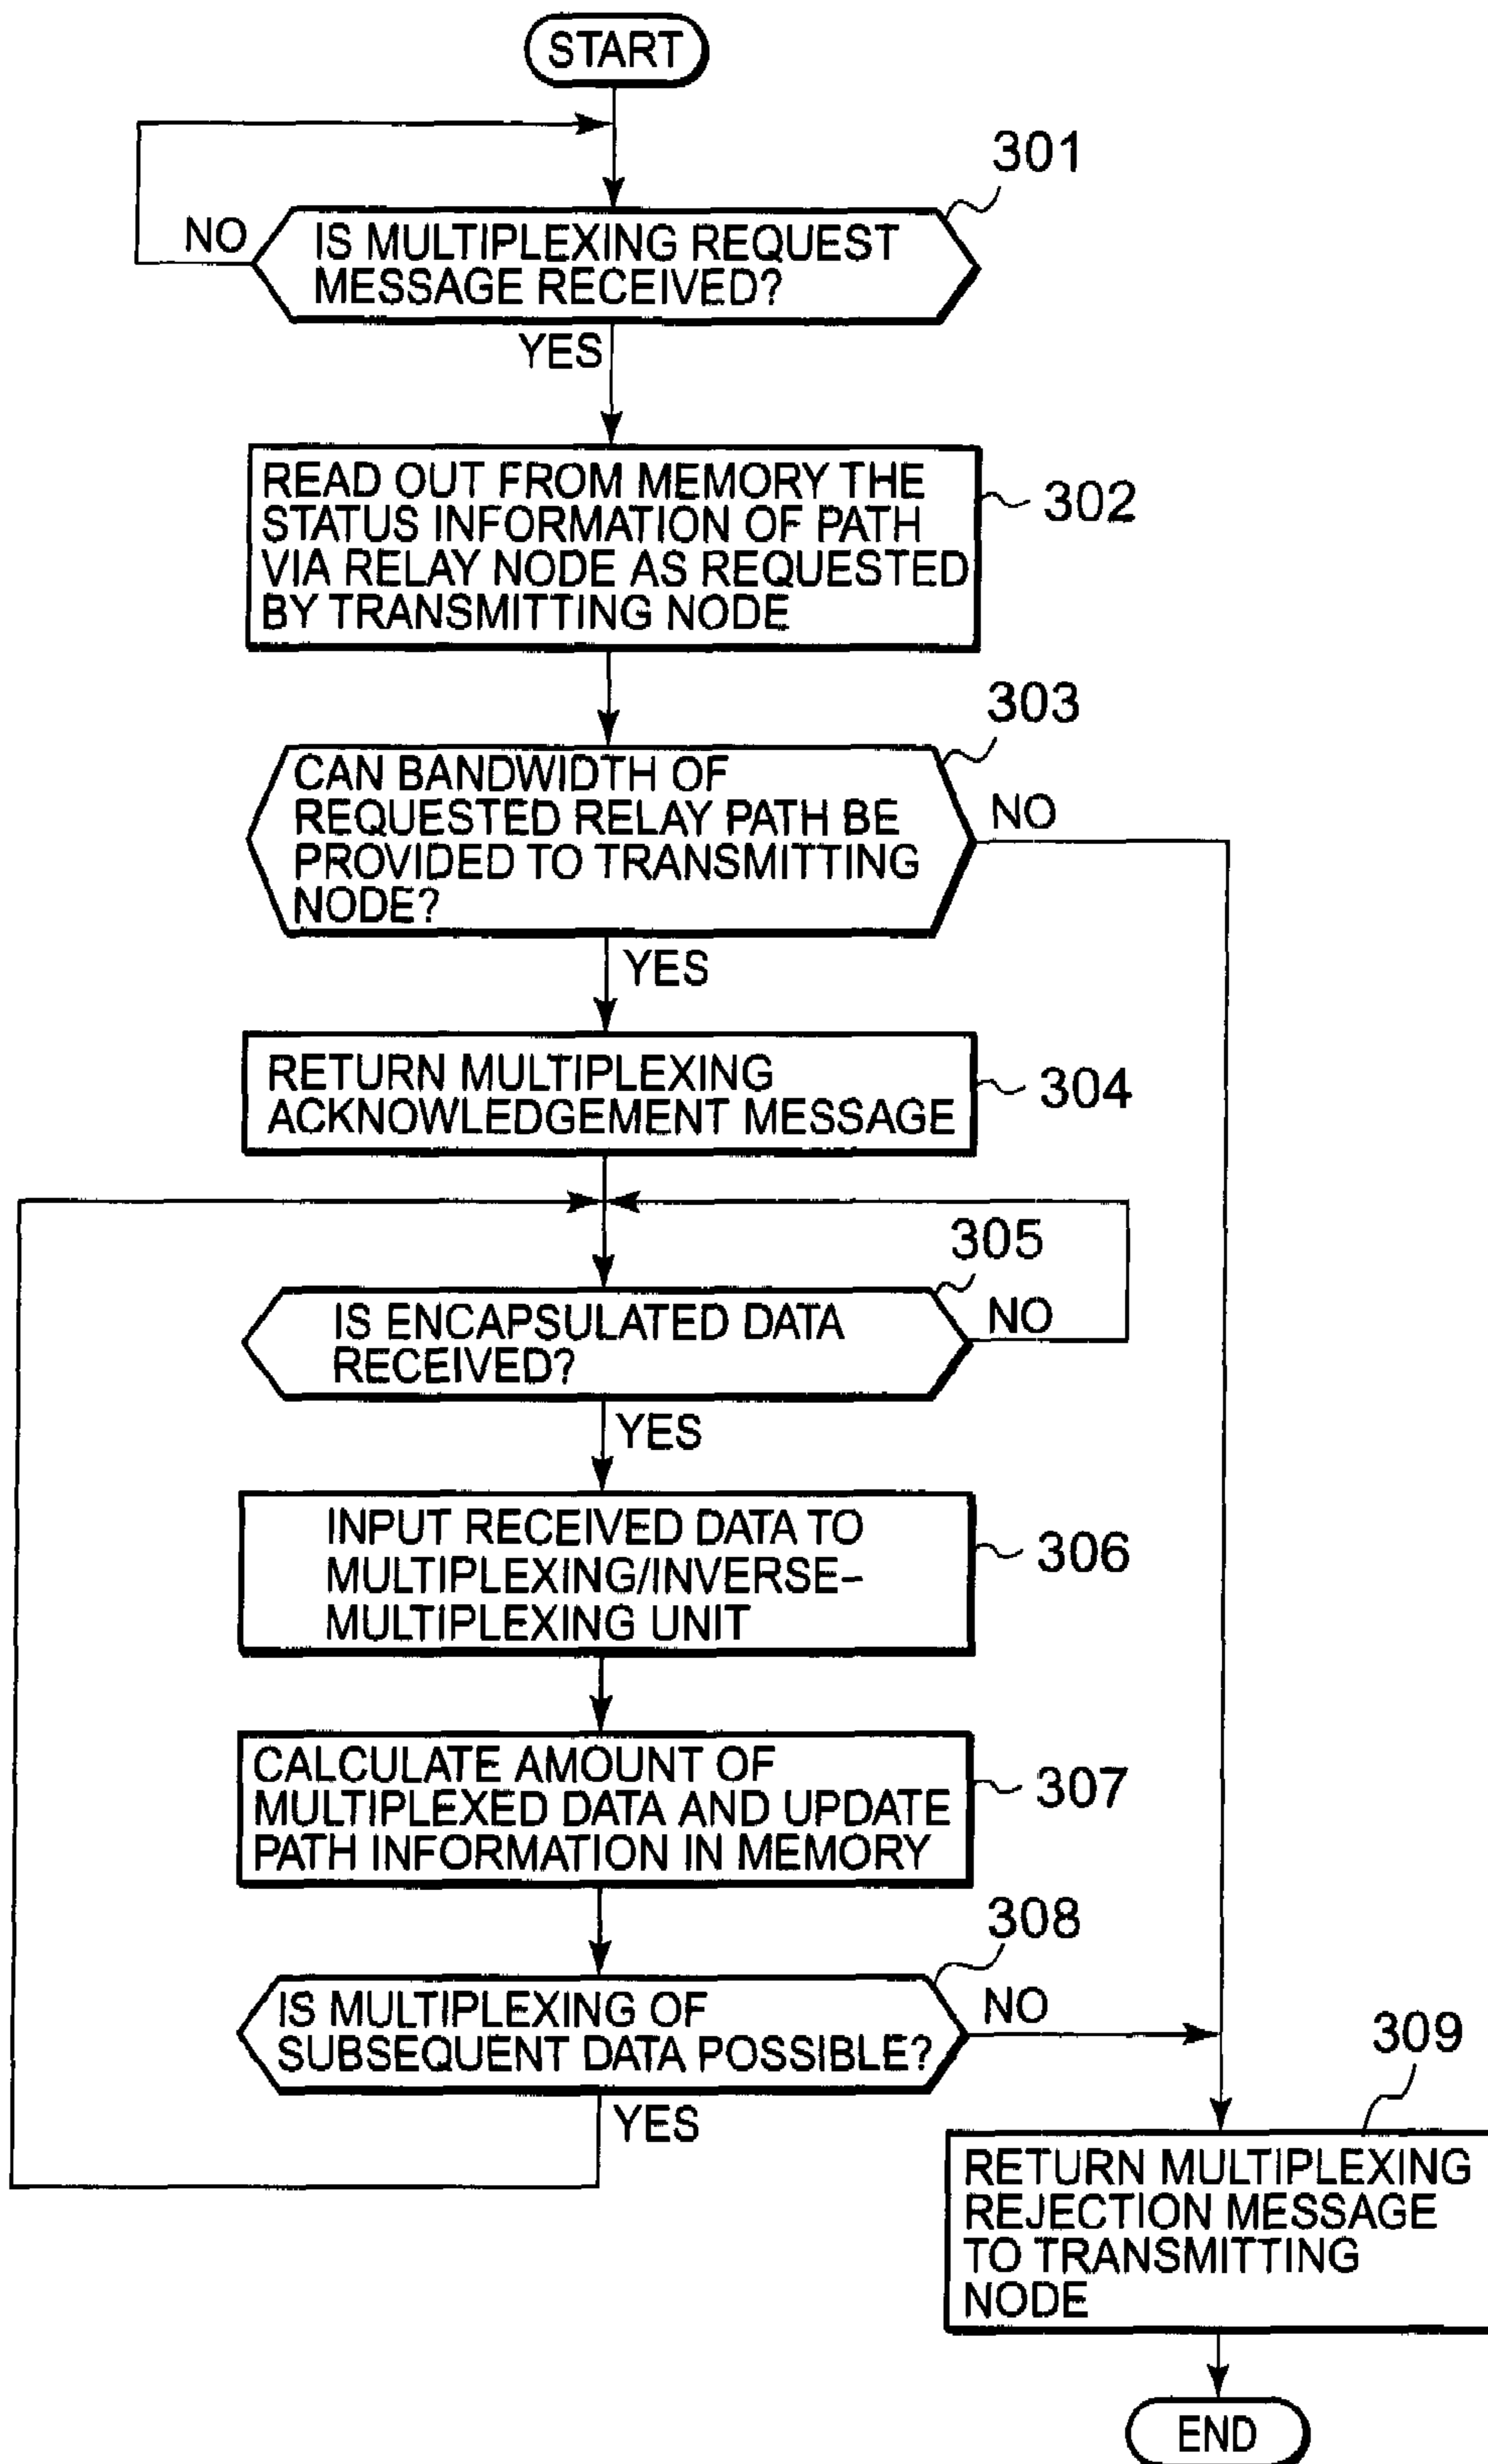 START
301
NO
IS MULTIPLEXING REQUEST
MESSAGE RECEIVED?
YES
READ OUT FROM MEMORY THE
STATUS INFORMATION OF PATH
VIA RELAY NODE AS REQUESTED
BY TRANSMITTING NODE
302
303
CAN BANDWIDTH OF
REQUESTED RELAY PATH BE
PROVIDED TO TRANSMITTING
NODE?
NO
YES
RETURN MULTIPLEXING
ACKNOWLEDGEMENT MESSAGE
304
305
IS ENCAPSULATED DATA
RECEIVED?
NO
YES
INPUT RECEIVED DATA TO
MULTIPLEXING/INVERSE-
MULTIPLEXING UNIT
306
CALCULATE AMOUNT OF
MULTIPLEXED DATA AND UPDATE
PATH INFORMATION IN MEMORY
307
308
IS MULTIPLEXING OF
SUBSEQUENT DATA POSSIBLE?
NO
YES
309
RETURN MULTIPLEXING
REJECTION MESSAGE
TO TRANSMITTING
NODE
END